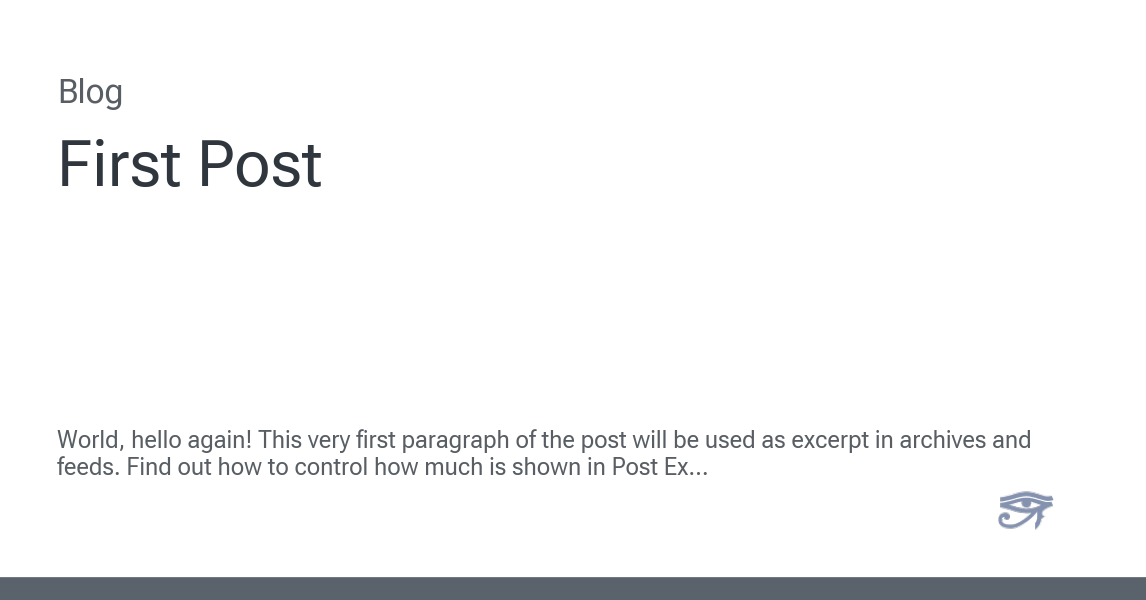 Blog
First Post
World, hello again! This very first paragraph of the post will be used as excerpt in archives and
feeds. Find out how to control how much is shown in Post Ex...